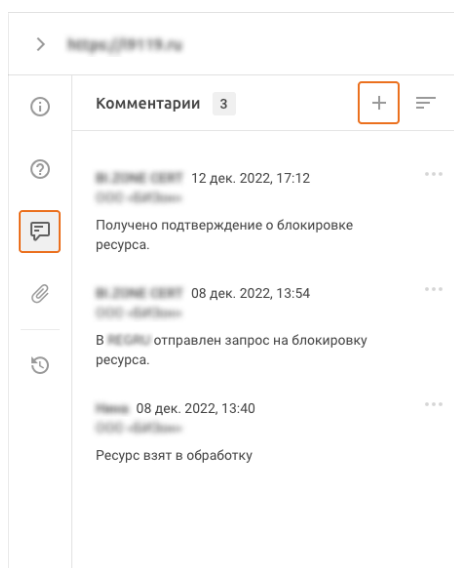 Комментарии 3
12 дек. 2022, 17:12
Получено подтверждение о блокировке
ресурса.
08 дек. 2022, 13:54
В отправлен запрос на блокировку
ресурса.
08 дек. 2022, 13:40
Ресурс взят в обработку